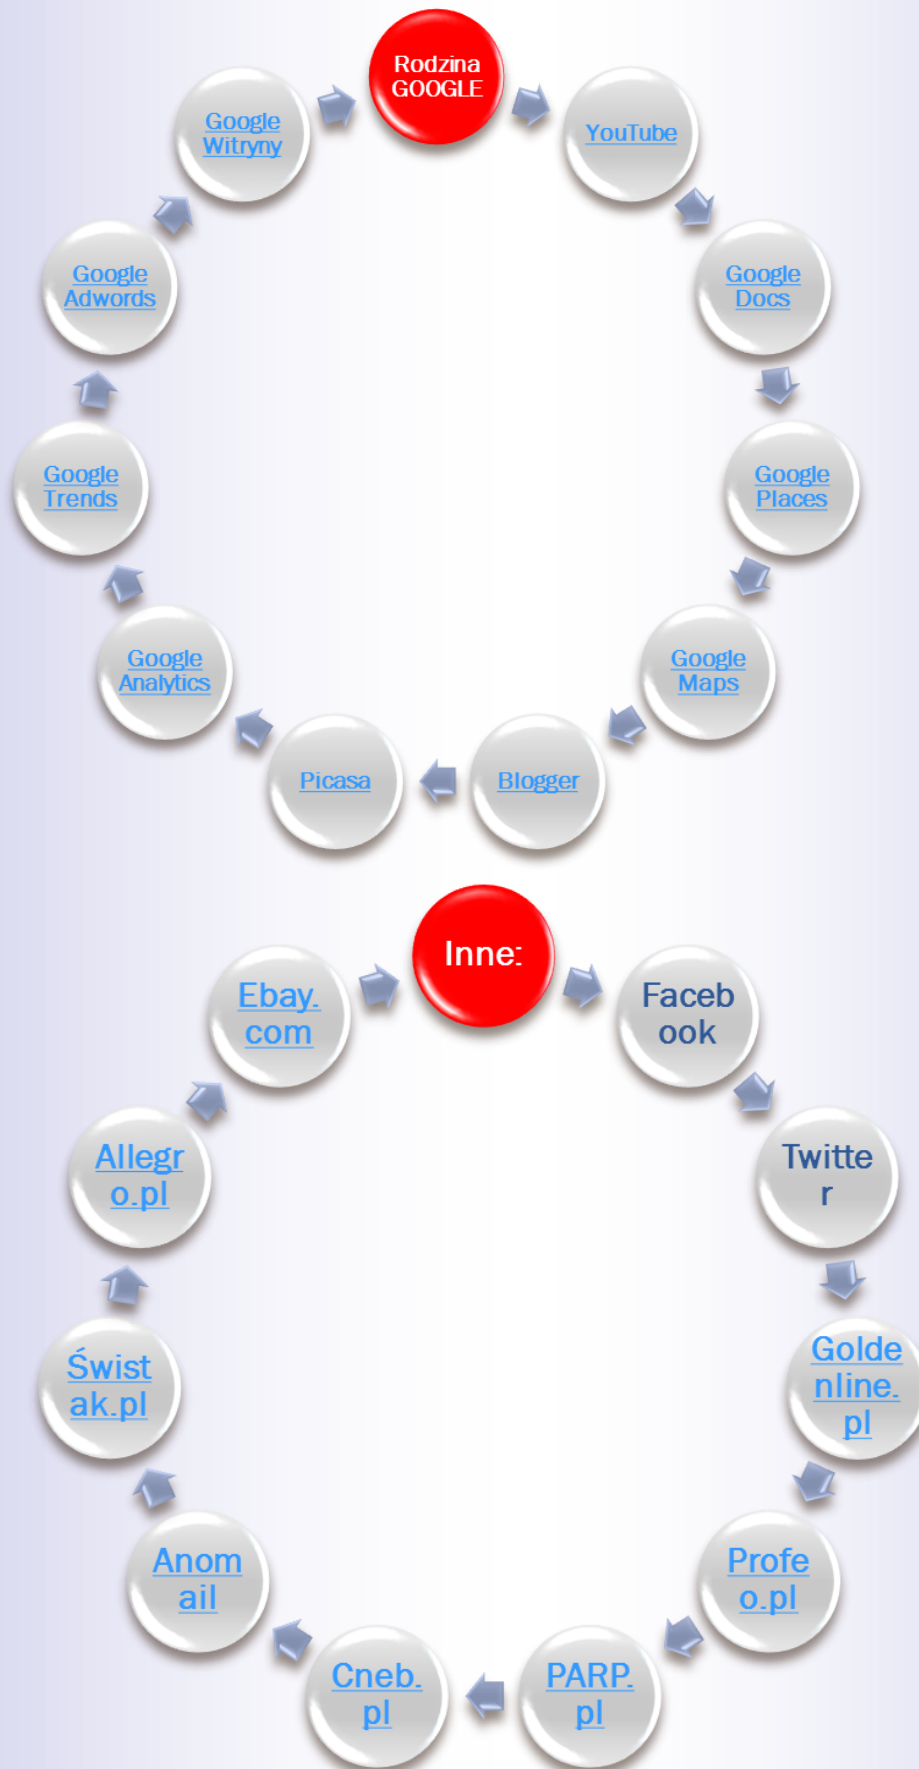 Rodzina
GOOGLE
YouTube
Google
Docs
Google
Places
Google
Maps
Blogger
Picasa
Google
Analytics
Google
Trends
Google
Adwords
Google
Witryny
Inne:
Faceb
ook
Twitte
r
Golde
nline.
pl
Profe
o.pl
PARP.
pl
Cneb.
pl
Anom
ail
Świst
ak.pl
Allegr
o.pl
Ebay.
com